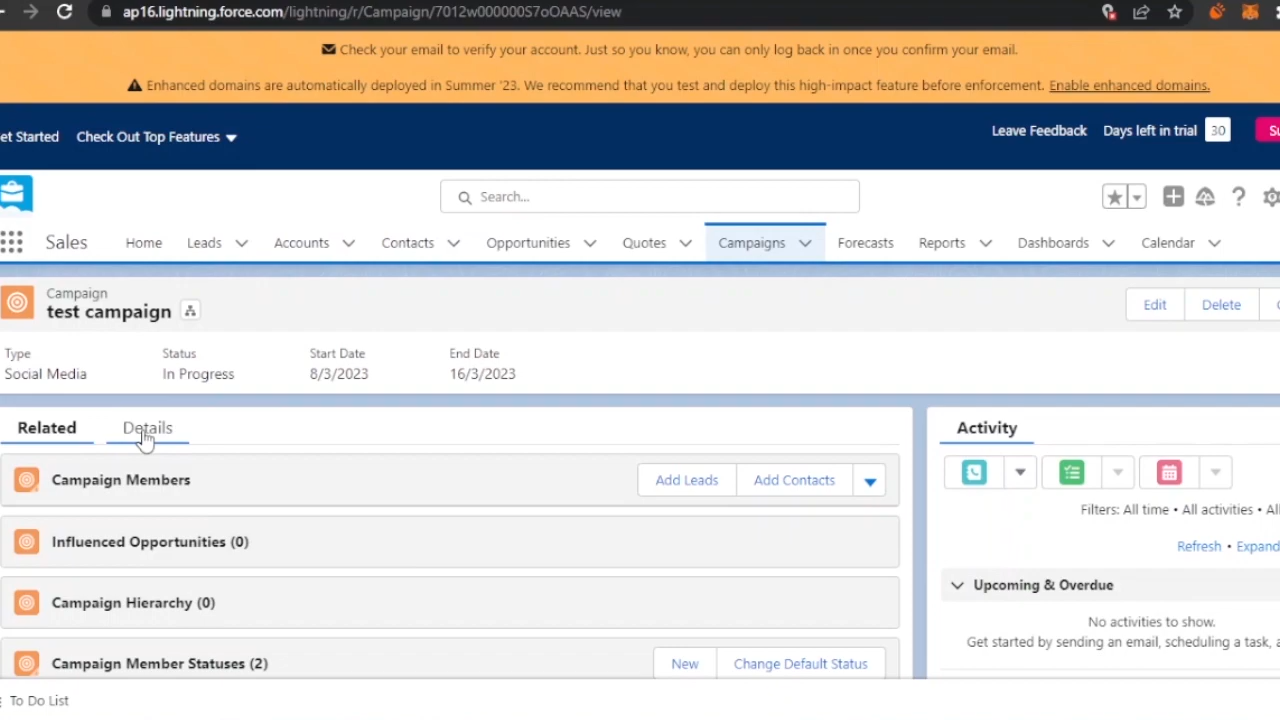 ap16.lightning.force.com/lightning/r/Campaign/7012w000000S7oOAAS/view
Check your email to verify your account. Just so you know, you can only log back in once you confirm your email.
Enhanced domains are automatically deployed in Summer '23. We recommend that you test and deploy this high-impact feature before enforcement. Enable enhanced domains.
et Started Check Out Top Features Leave Feedback Days left in trial 30 Su
Search...
Sales Home Leads Accounts Contacts Opportunities Quotes Campaigns Forecasts Reports Dashboards Calendar
Campaign
test campaign Edit Delete
Type Status Start Date End Date
Social Media In Progress 8/3/2023 16/3/2023
Related Details Activity
Campaign Members Add Leads Add Contacts
Filters: All time • All activities • All
Influenced Opportunities (0)
Refresh • Expand
Upcoming & Overdue
Campaign Hierarchy (0)
No activities to show.
Get started by sending an email, scheduling a task, a
Campaign Member Statuses (2) New Change Default Status
To Do List